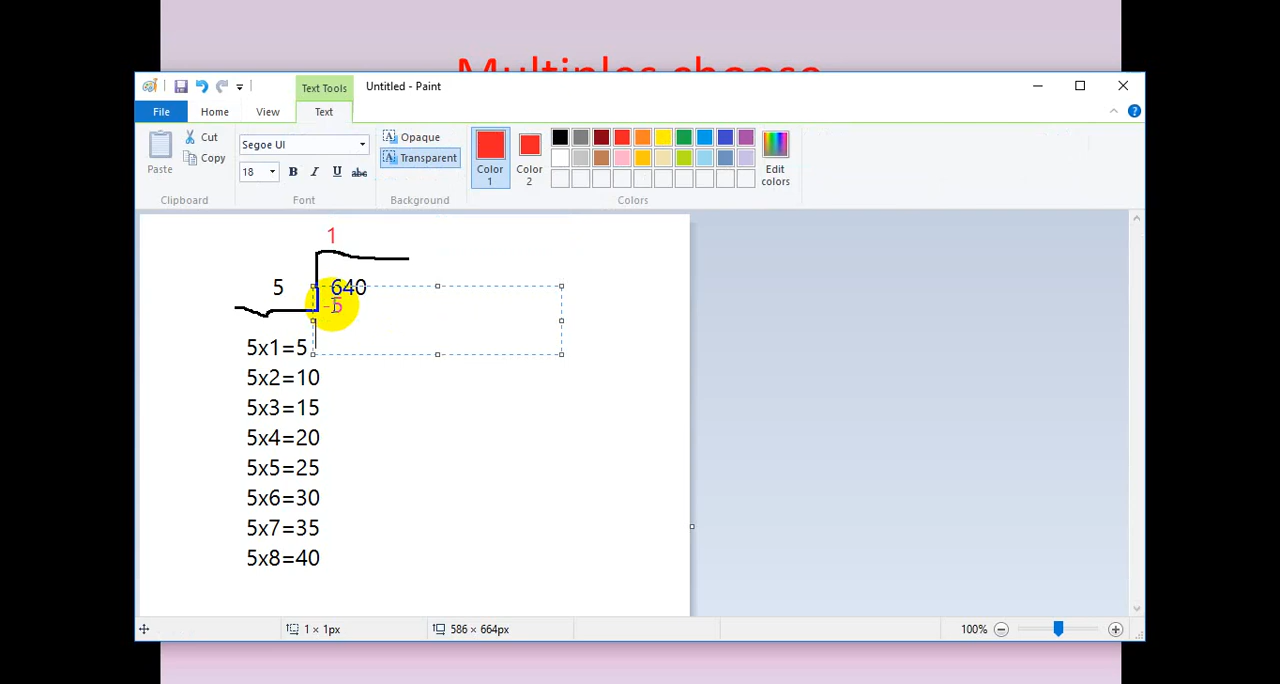 Multiples choose
Text Tools
Untitled - Paint
File
Home
View
Text
Paste
Cut
Copy
Segoe UI
18
B I U abc
Opaque
Transparent
Color 1
Color 2
Edit colors
Clipboard
Font
Background
Colors
1
5 640
-5
5x1=5
5x2=10
5x3=15
5x4=20
5x5=25
5x6=30
5x7=35
5x8=40
1 × 1px
586 × 664px
100%